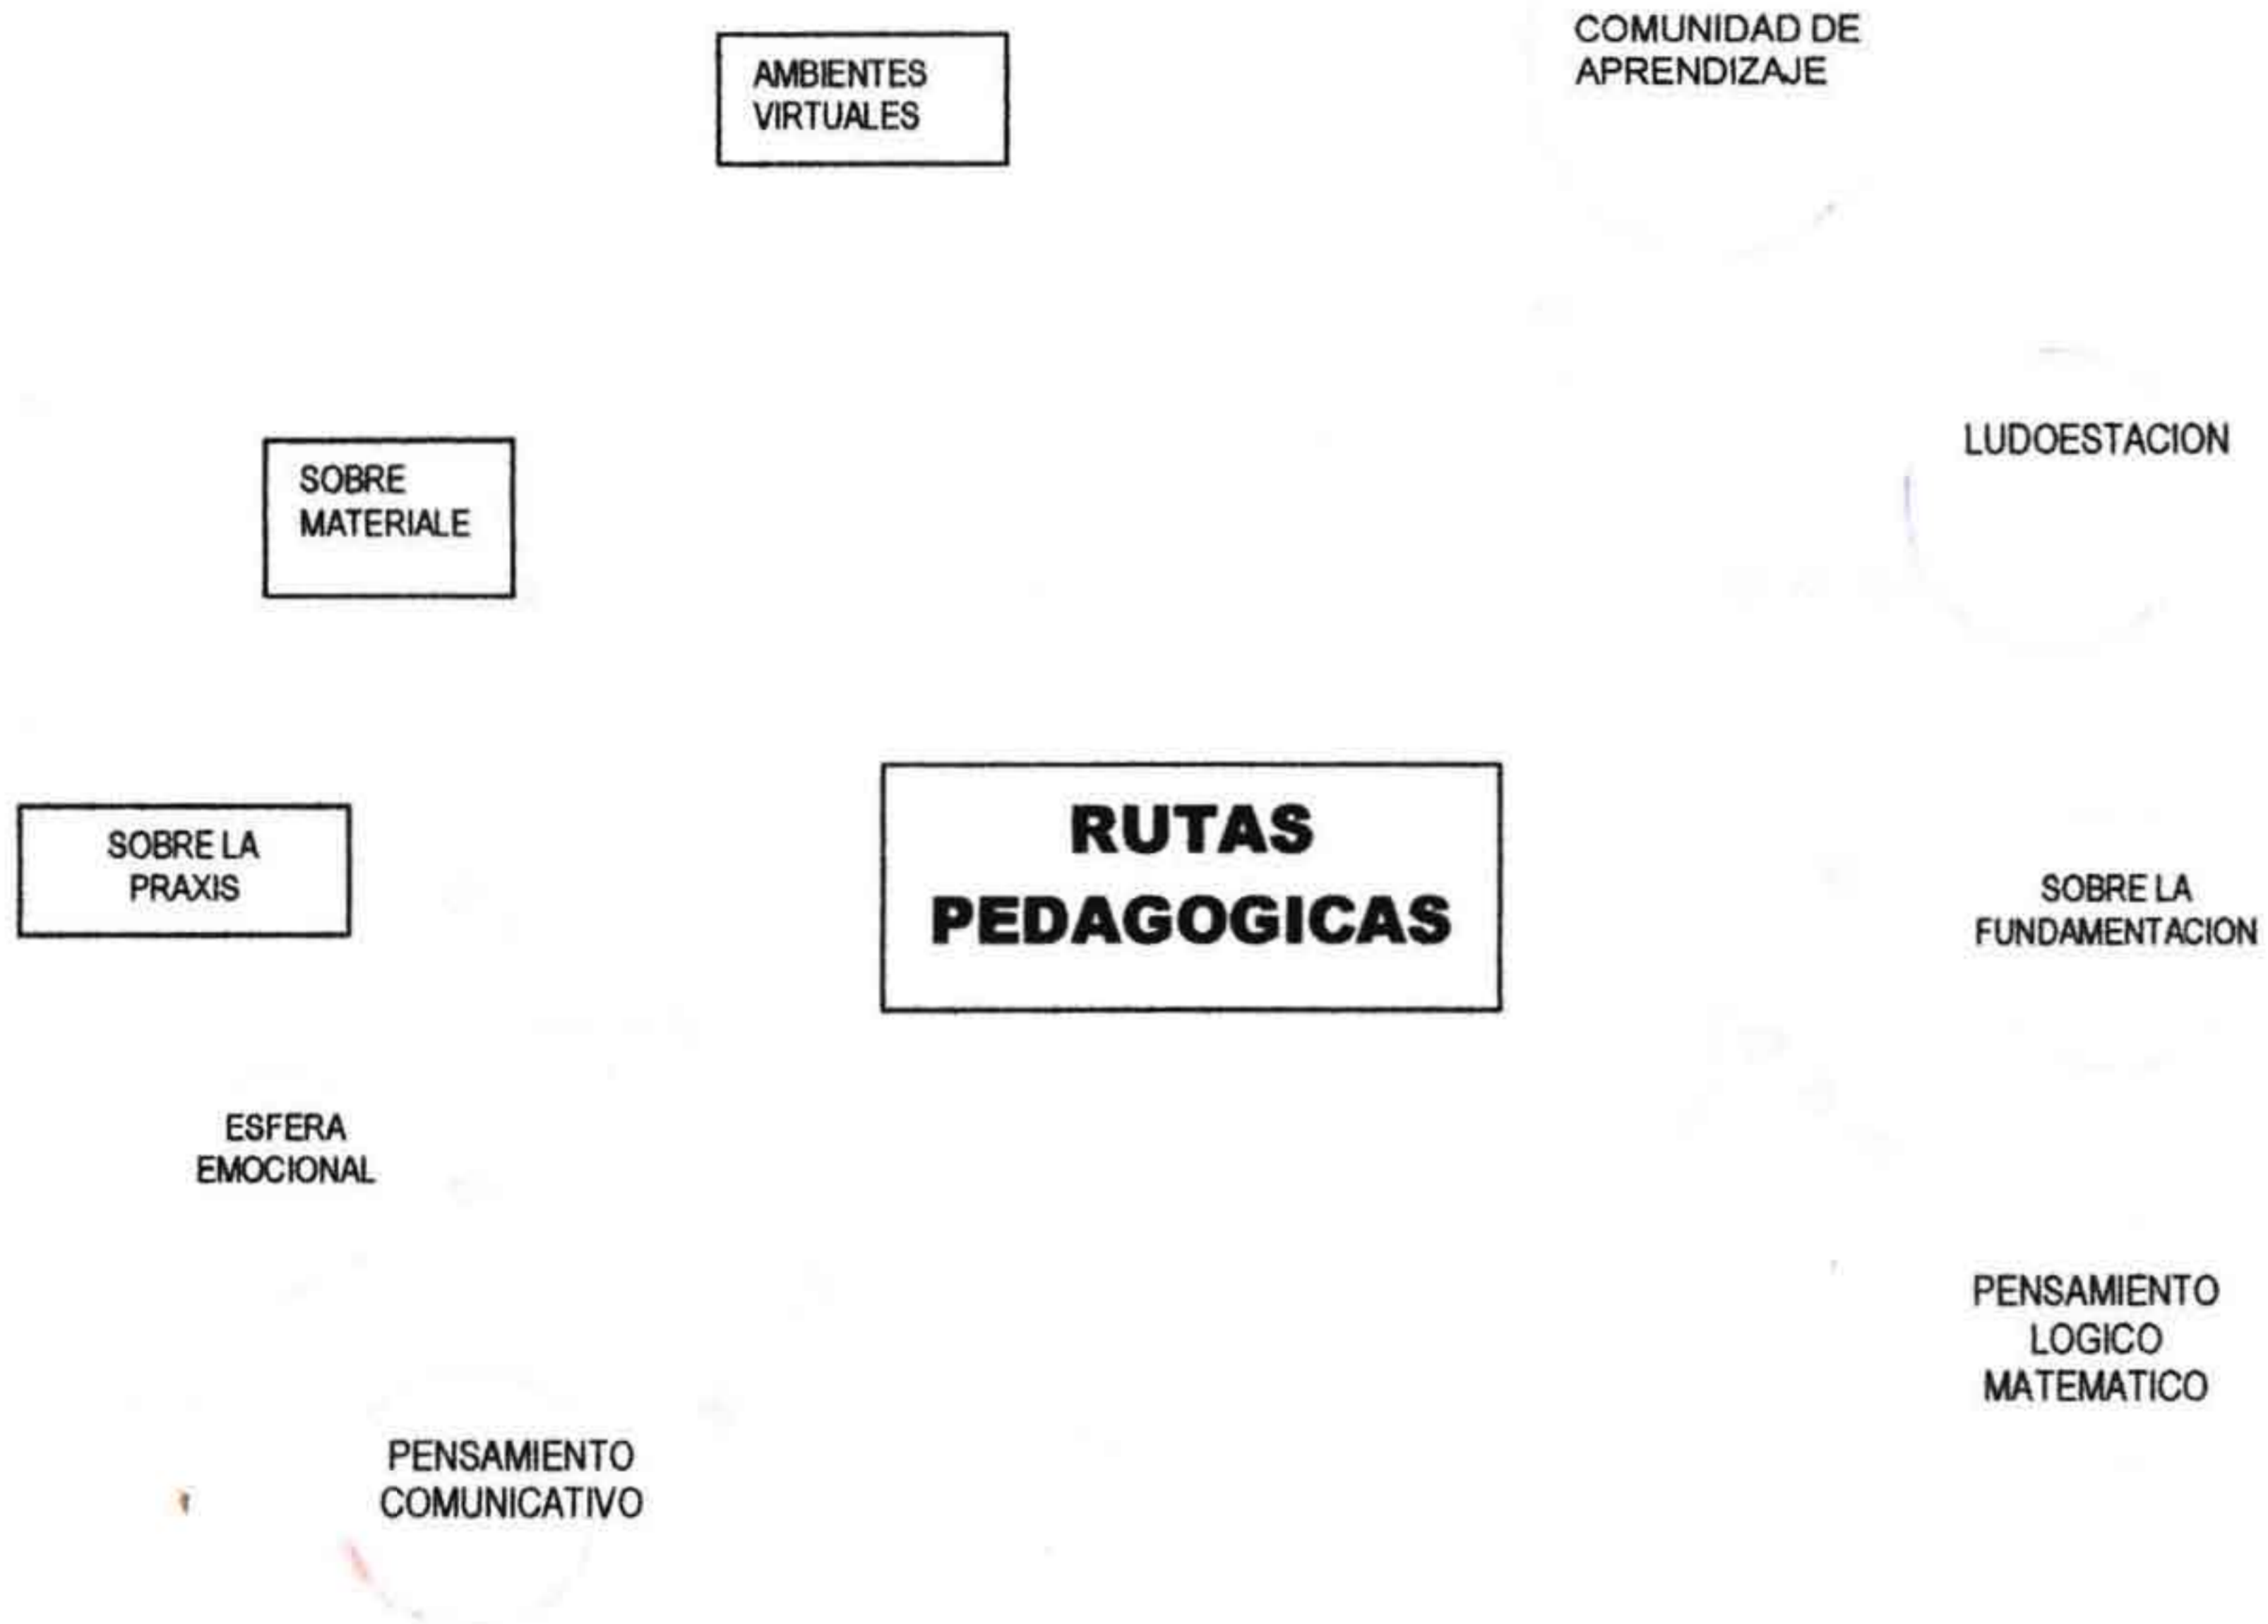 COMUNIDAD DE
APRENDIZAJE
AMBIENTES
VIRTUALES
LUDOESTACION
SOBRE
MATERIALE
RUTAS
PEDAGOGICAS
SOBRE LA
PRAXIS
SOBRE LA
FUNDAMENTACION
ESFERA
EMOCIONAL
PENSAMIENTO
LOGICO
MATEMATICO
PENSAMIENTO
COMUNICATIVO